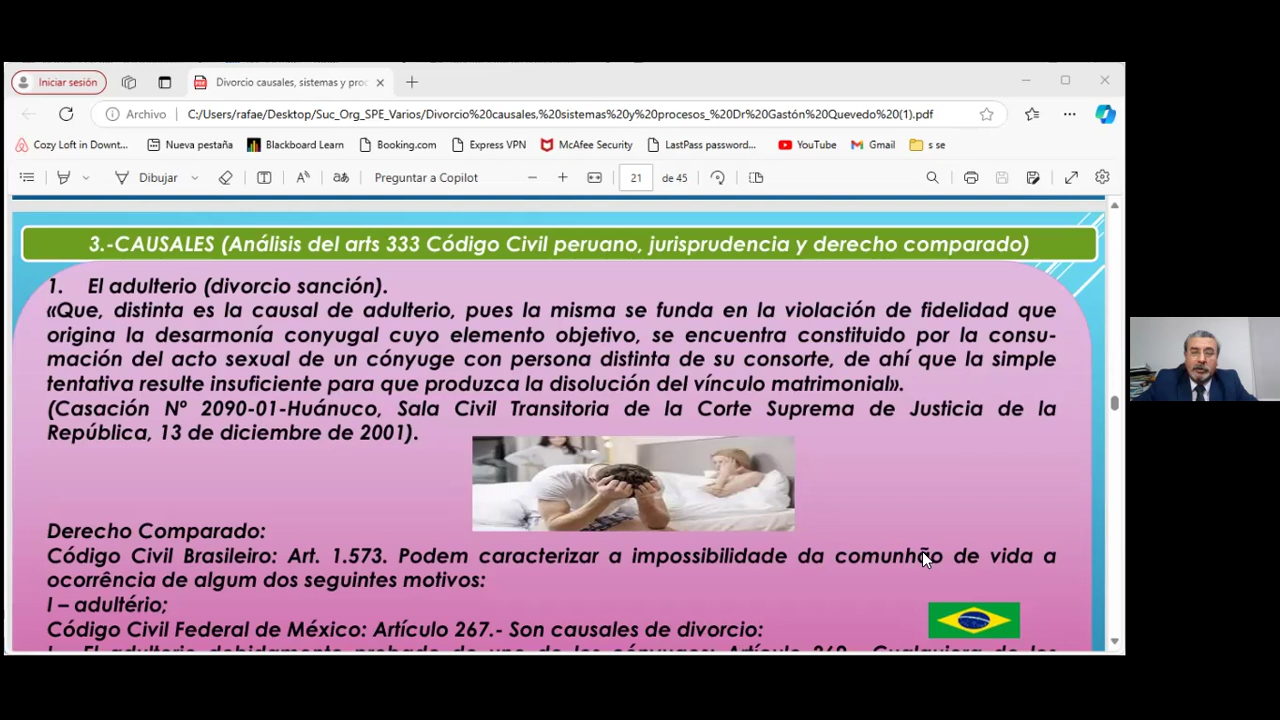 Iniciar sesión
Divorcio causales, sistemas y proc
Archivo
C:/Users/rafae/Desktop/Suc_Org_SPE_Varios/Divorcio%20causales,%20sistemas%20y%20procesos_%20Dr%20Gastón%20Quevedo%20(1).pdf
Cozy Loft in Downt... Nueva pestaña Blackboard Learn Booking.com Express VPN McAfee Security LastPass password... YouTube Gmail s se
Dibujar Preguntar a Copilot 21 de 45
3.-CAUSALES (Análisis del arts 333 Código Civil peruano, jurisprudencia y derecho comparado)
1. El adulterio (divorcio sanción).
«Que, distinta es la causal de adulterio, pues la misma se funda en la violación de fidelidad que
origina la desarmonía conyugal cuyo elemento objetivo, se encuentra constituido por la consu-
mación del acto sexual de un cónyuge con persona distinta de su consorte, de ahí que la simple
tentativa resulte insuficiente para que produzca la disolución del vínculo matrimonial».
(Casación Nº 2090-01-Huánuco, Sala Civil Transitoria de la Corte Suprema de Justicia de la
República, 13 de diciembre de 2001).
Derecho Comparado:
Código Civil Brasileiro: Art. 1.573. Podem caracterizar a impossibilidade da comunhão de vida a
ocorrência de algum dos seguintes motivos:
I – adultério;
Código Civil Federal de México: Artículo 267.- Son causales de divorcio: